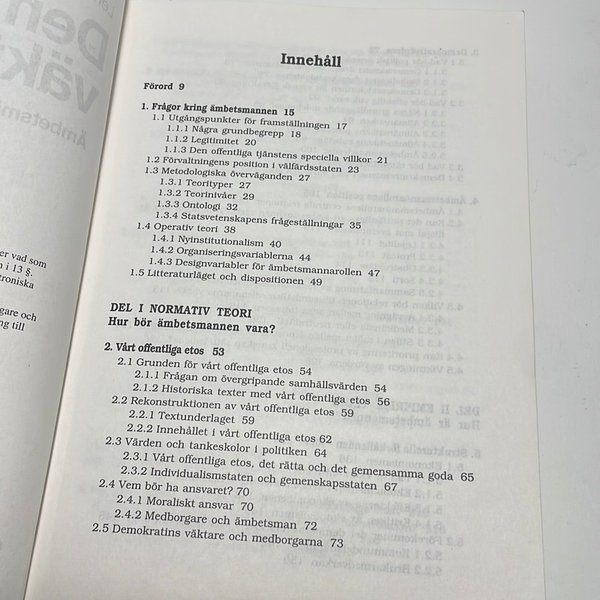 Innehåll
Förord 9
1. Frågor kring ämbetsmannen 15
1.1 Utgångspunkter för framställningen 17
1.1.1 Några grundbegrepp 18
1.1.2 Legitimitet 20
1.1.3 Den offentliga tjänstens speciella villkor 21
1.2 Förvaltningens position i välfärdsstaten 23
1.3 Metodologiska överväganden 27
1.3.1 Teorityper 27
1.3.2 Teorinivåer 29
1.3.3 Ontologi 32
1.3.4 Statsvetenskapens frågeställningar 35
1.4 Operativ teori 38
1.4.1 Nyinstitutionalism 40
1.4.2 Organiseringsvariablerna 44
1.4.3 Designvariabler för ämbetsmannarollen 47
1.5 Litteraturläget och dispositionen 49
DEL I NORMATIV TEORI
Hur bör ämbetsmannen vara?
2. Vårt offentliga etos 53
2.1 Grunden för vårt offentliga etos 54
2.1.1 Frågan om övergripande samhällsvärden 54
2.1.2 Historiska texter med vårt offentliga etos 56
2.2 Rekonstruktionen av vårt offentliga etos 59
2.2.1 Textunderlaget 59
2.2.2 Innehållet i vårt offentliga etos 62
2.3 Värden och tankeskolor i politiken 64
2.3.1 Vårt offentliga etos, det rätta och det gemensamma goda 65
2.3.2 Individualismstaten och gemenskapsstaten 67
2.4 Vem bör ha ansvaret? 70
2.4.1 Moraliskt ansvar 70
2.4.2 Medborgare och ämbetsman 72
2.5 Demokratins väktare och medborgarna 73
er vad som
i 13 §.
troniska
gare och
ng till